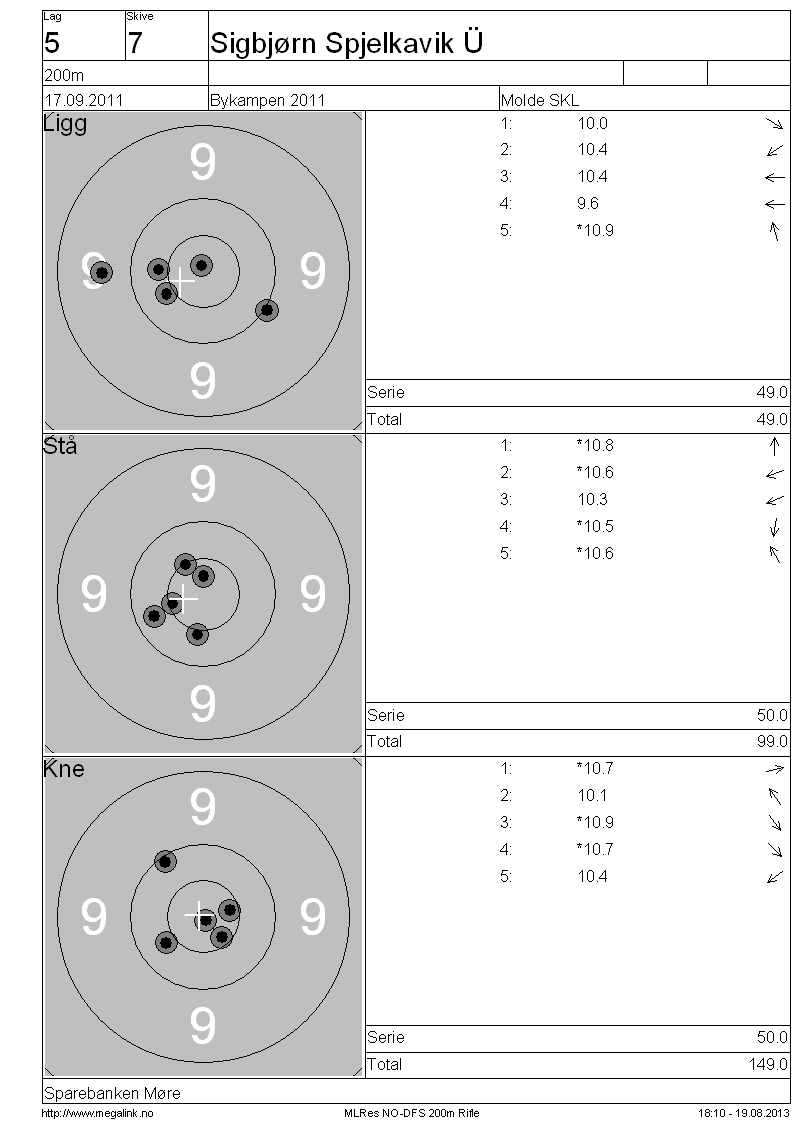 Lag Skive
5 7 Sigbjørn Spjelkavik Ü
200m
17.09.2011 Bykampen 2011 Molde SKL
Ligg
9
9 9
9
1: 10.0
2: 10.4
3: 10.4
4: 9.6
5: *10.9
Serie 49.0
Total 49.0
Stå
9
9 9
9
1: *10.8
2: *10.6
3: 10.3
4: *10.5
5: *10.6
Serie 50.0
Total 99.0
Kne
9
9 9
9
1: *10.7
2: 10.1
3: *10.9
4: *10.7
5: 10.4
Serie 50.0
Total 149.0
Sparebanken Møre
http://www.megalink.no MLRes NO-DFS 200m Rifle 18:10 - 19.08.2013